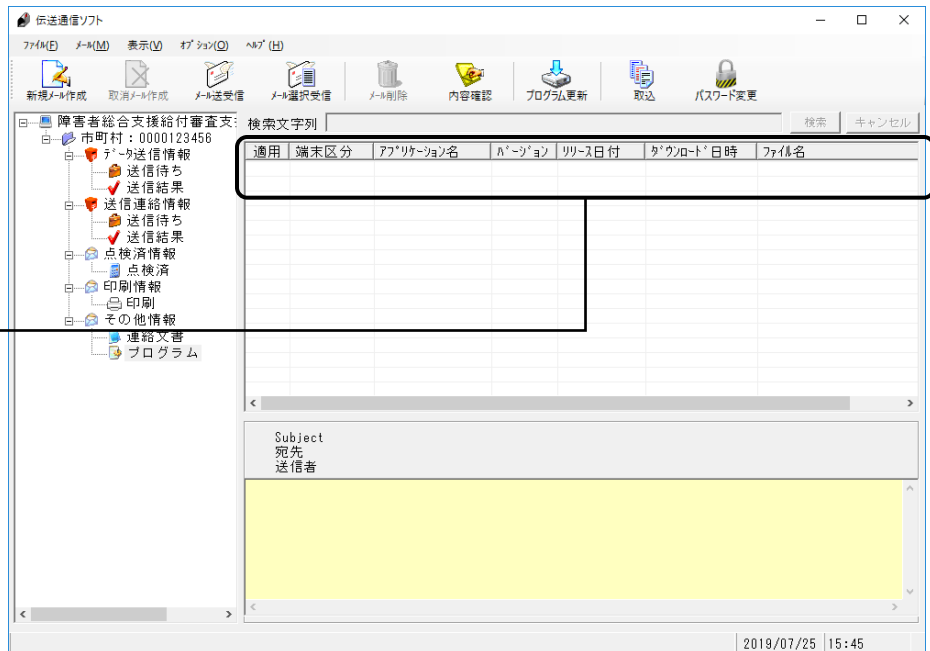 伝送通信ソフト
ファイル(F) メール(M) 表示(V) オプション(O) ヘルプ(H)
新規メール作成 取消メール作成 メール送受信 メール選択受信 メール削除 内容確認 プログラム更新 取込 パスワード変更
障害者総合支援給付審査支
市町村：0000123456
データ送信情報
送信待ち
送信結果
送信連絡情報
送信待ち
送信結果
点検済情報
点検済
印刷情報
印刷
その他情報
連絡文書
プログラム
検索文字列 検索 キャンセル
適用 端末区分 アプリケーション名 バージョン リリース日付 ダウンロード日時 ファイル名
Subject
宛先
送信者
2019/07/25 15:45